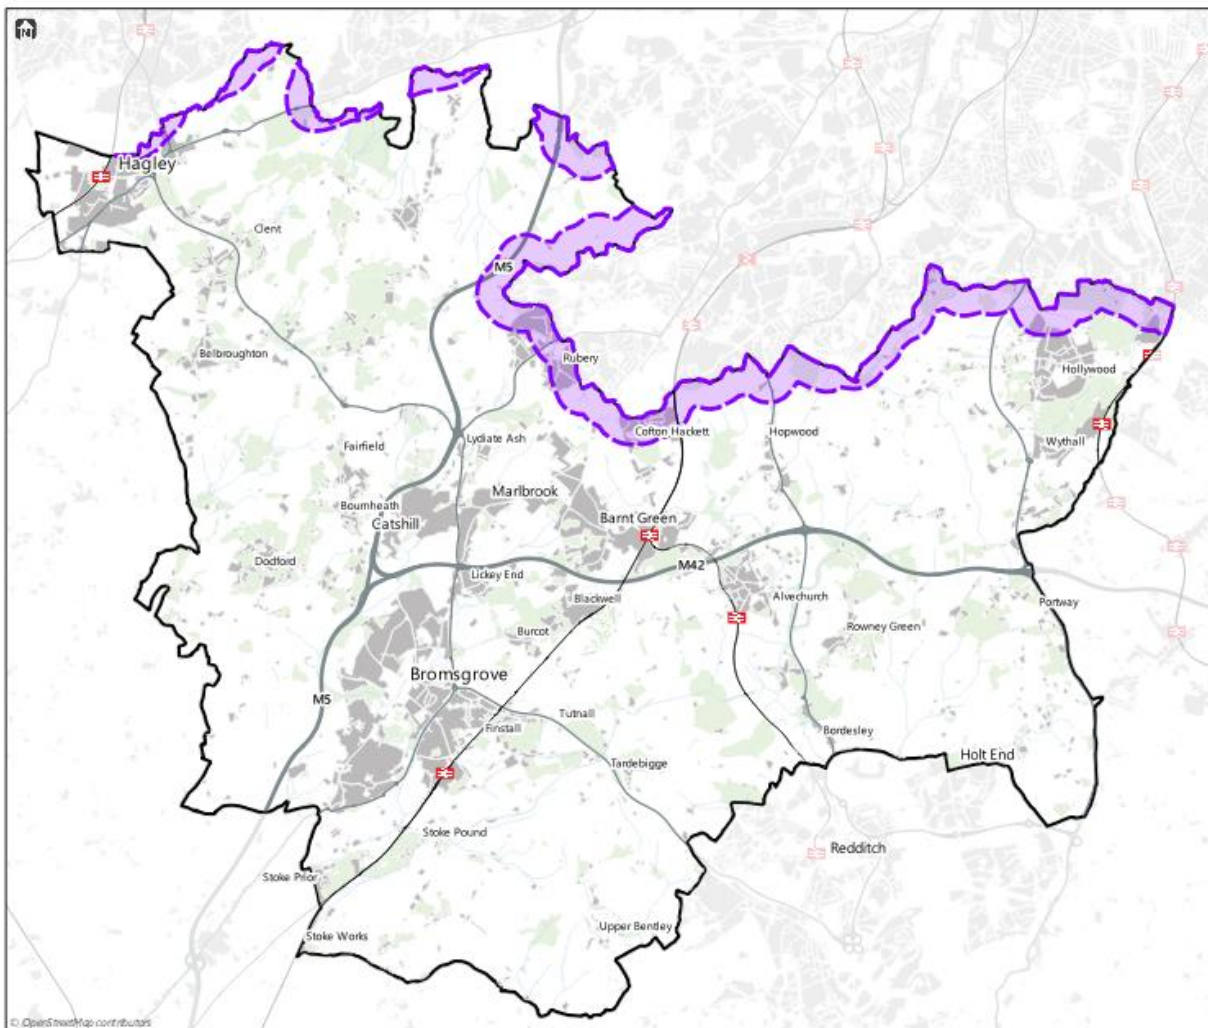 N
Hagley
Clent
M5
Belbroughton
Rubery
Hollywood
Cofton Hackett
Hopwood
Wythall
Lydiate Ash
Fairfield
Marlbrook
Bournheath
Catshill
Barnt Green
Dodford
Lickey End
M42
Blackwell
Alvechurch
Portway
Burcot
Rowney Green
Bromsgrove
M5
Tutnall
Finstall
Bordesley
Tardebigge
Holt End
Stoke Pound
Redditch
Stoke Prior
Upper Bentley
Stoke Works
© OpenStreetMap contributors